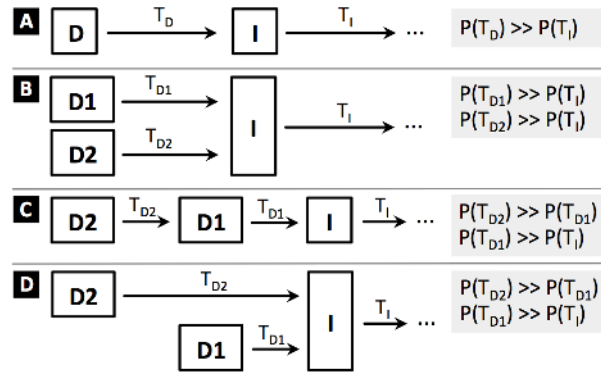 A D T_D I T_I ... P(T_D) >> P(T_I)
B D1 T_D1 P(T_D1) >> P(T_I)
I T_I ... P(T_D2) >> P(T_I)
D2 T_D2
C D2 T_D2 D1 T_D1 I T_I ... P(T_D2) >> P(T_D1)
P(T_D1) >> P(T_I)
D D2 T_D2 P(T_D2) >> P(T_D1)
I T_I ... P(T_D1) >> P(T_I)
D1 T_D1